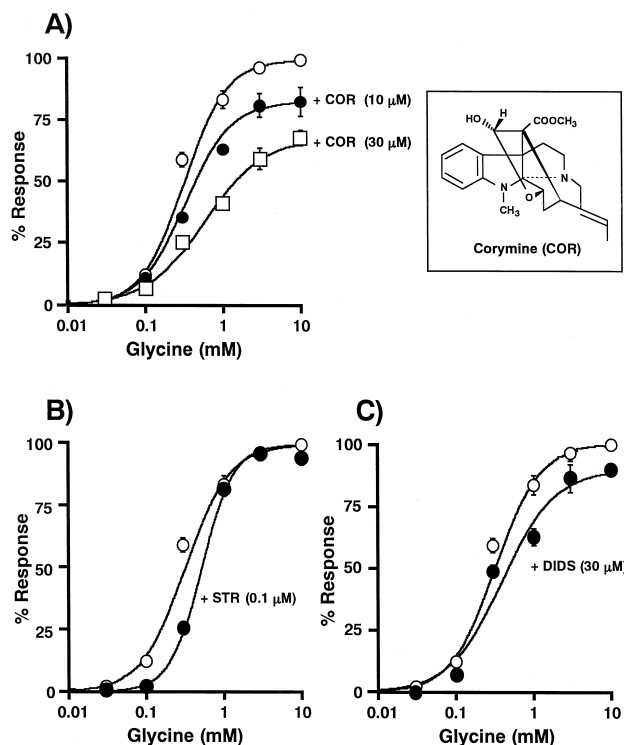 A)
100
75
50
25
0
% Response
0.01 0.1 1 10
Glycine (mM)
+ COR (10 µM)
+ COR (30 µM)
HO H COOCH3
N N
O
CH3
Corymine (COR)
B)
100
75
50
25
0
% Response
0.01 0.1 1 10
Glycine (mM)
+ STR (0.1 µM)
C)
100
75
50
25
0
% Response
0.01 0.1 1 10
Glycine (mM)
+ DIDS (30 µM)